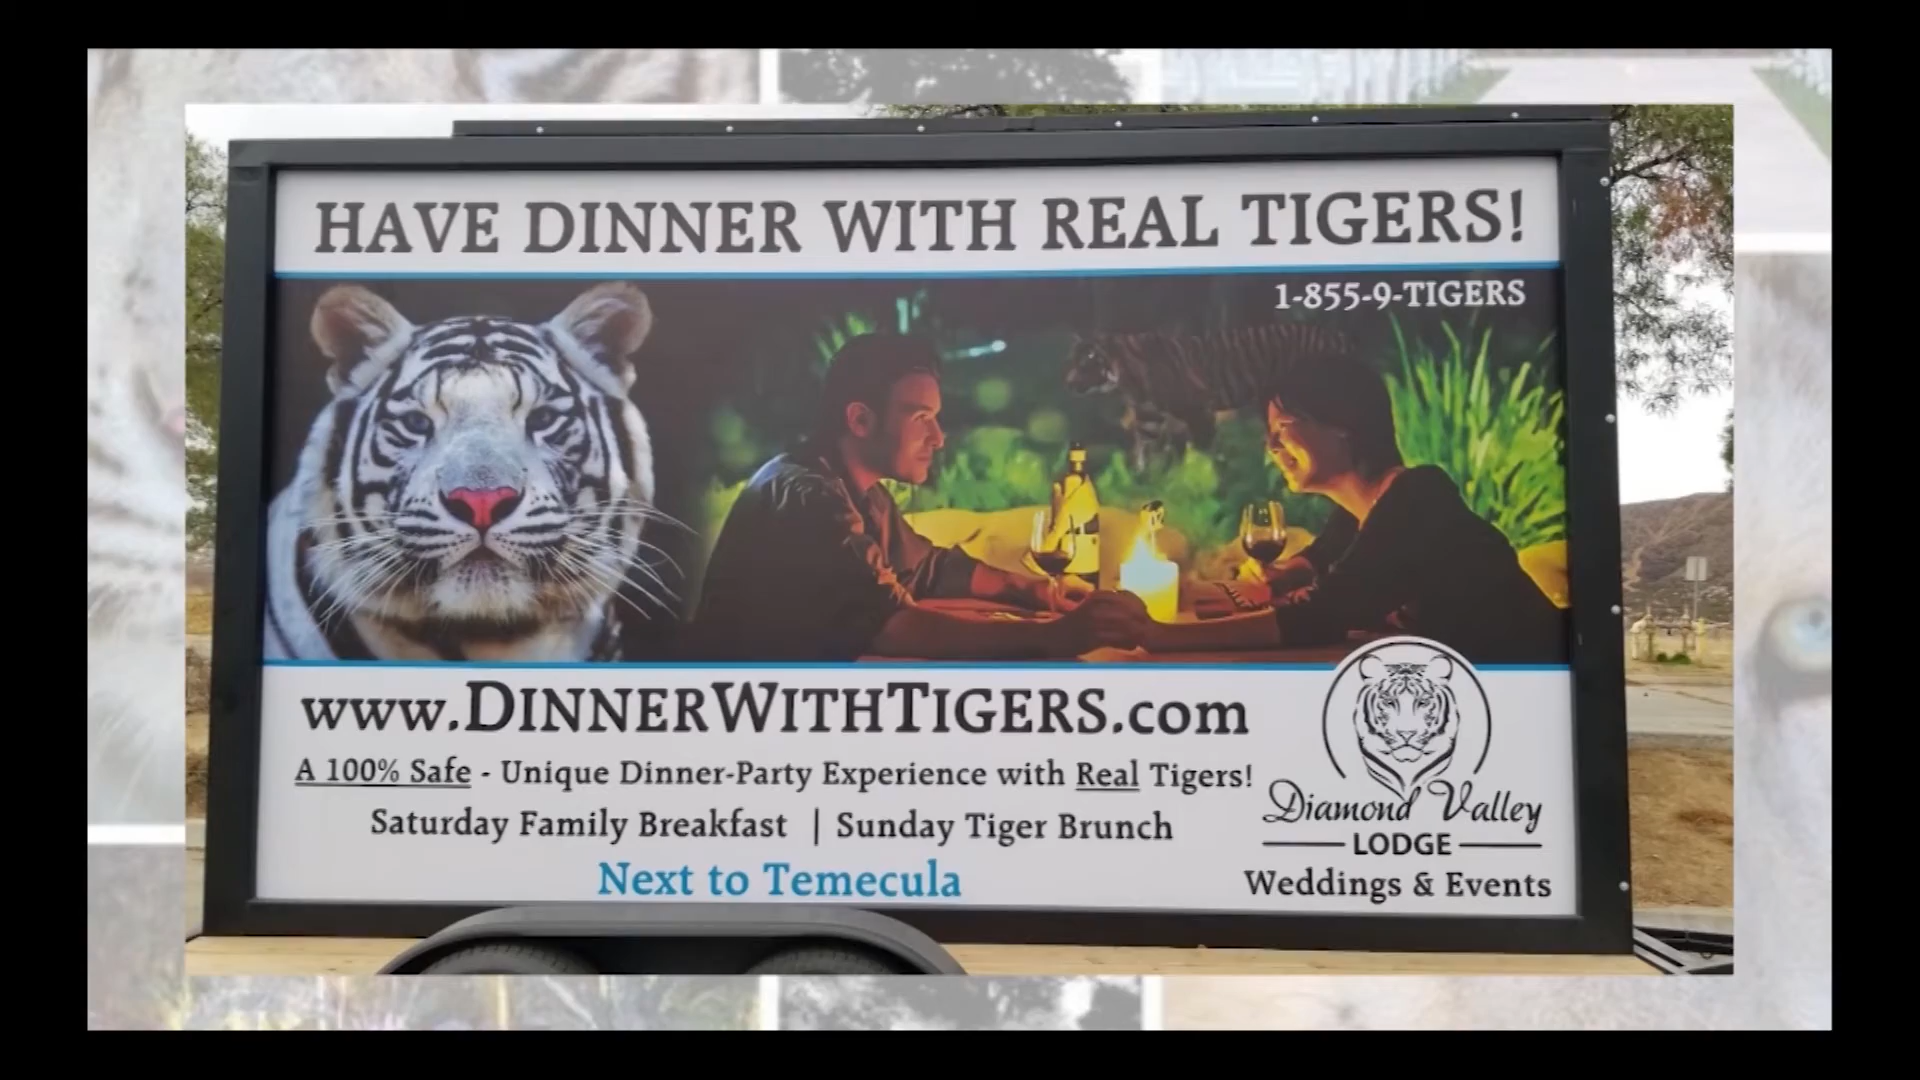 HAVE DINNER WITH REAL TIGERS!
1-855-9-TIGERS
www.DINNERWITHTIGERS.com
A 100% Safe - Unique Dinner-Party Experience with Real Tigers!
Saturday Family Breakfast | Sunday Tiger Brunch
Next to Temecula
Diamond Valley
LODGE
Weddings & Events